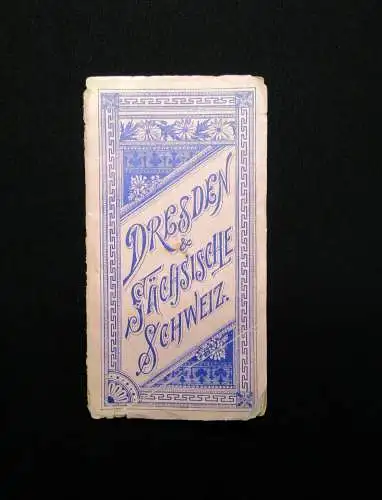 DRESDEN
&
SÄCHSISCHE
SCHWEIZ.